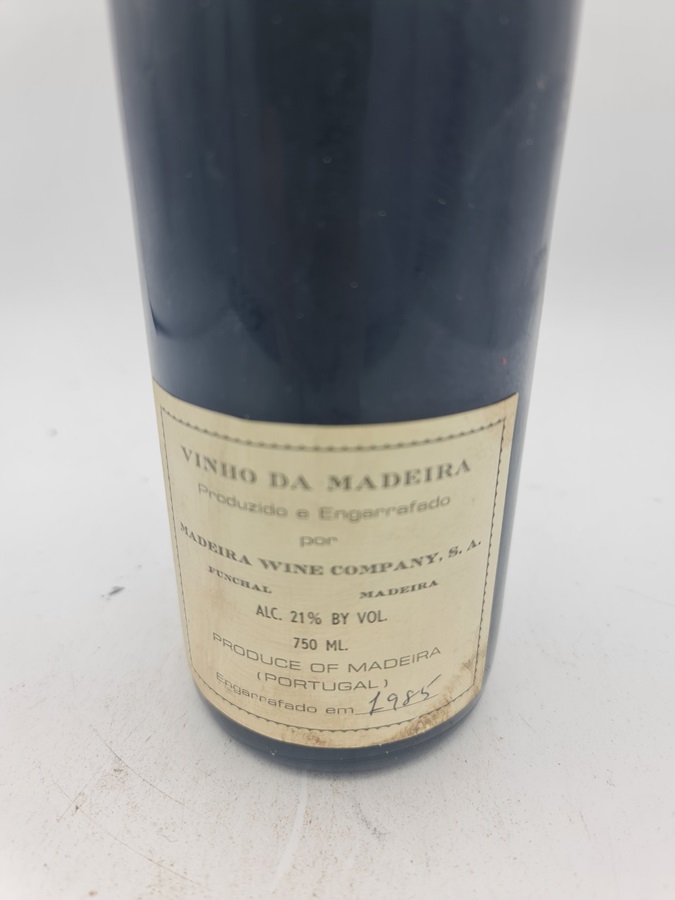 VINHO DA MADEIRA
Produzido e Engarrafado
por
MADEIRA WINE COMPANY, S. A.
FUNCHAL MADEIRA
ALC. 21% BY VOL.
750 ML.
PRODUCE OF MADEIRA
(PORTUGAL)
Engarrafado em 1985